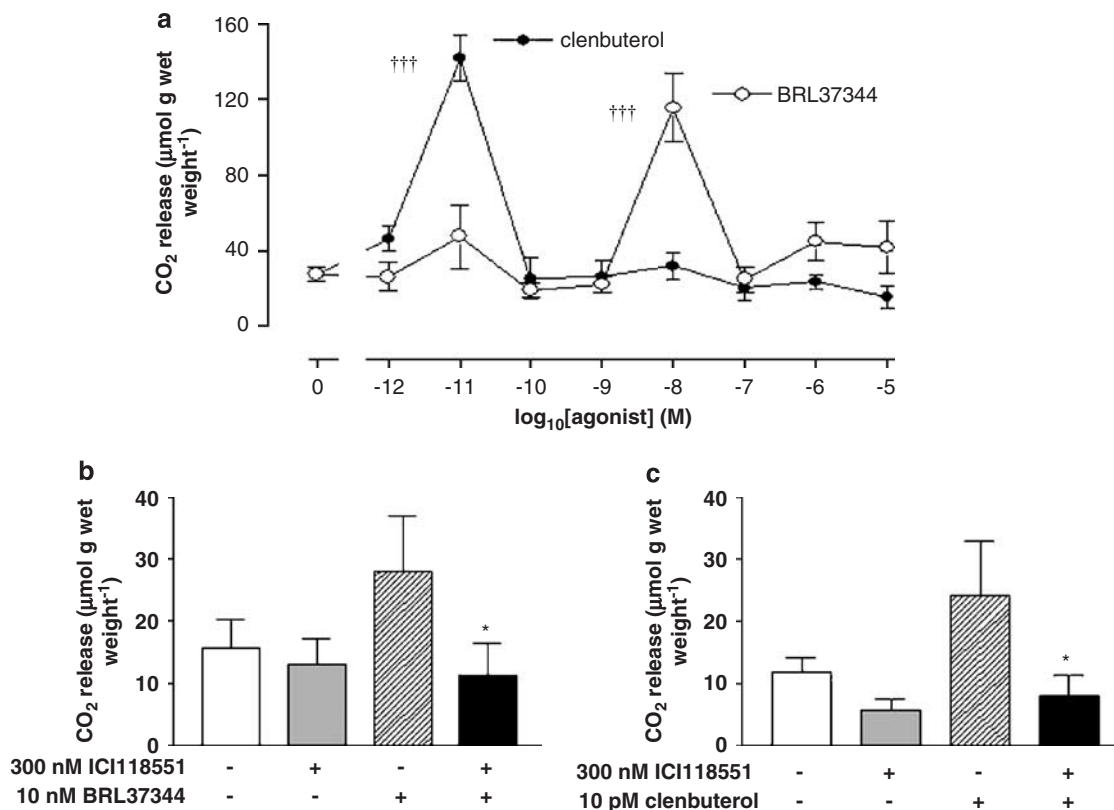 a
160
120
80
40
0
CO2 release (μmol g wet
weight-1)
†††
clenbuterol
†††
BRL37344
0 -12 -11 -10 -9 -8 -7 -6 -5
log10[agonist] (M)
b
40
30
20
10
0
CO2 release (μmol g wet
weight-1)
*
300 nM ICI118551 - + - +
10 nM BRL37344 - - + +
c
40
30
20
10
0
CO2 release (μmol g wet
weight-1)
*
300 nM ICI118551 - + - +
10 pM clenbuterol - - + +